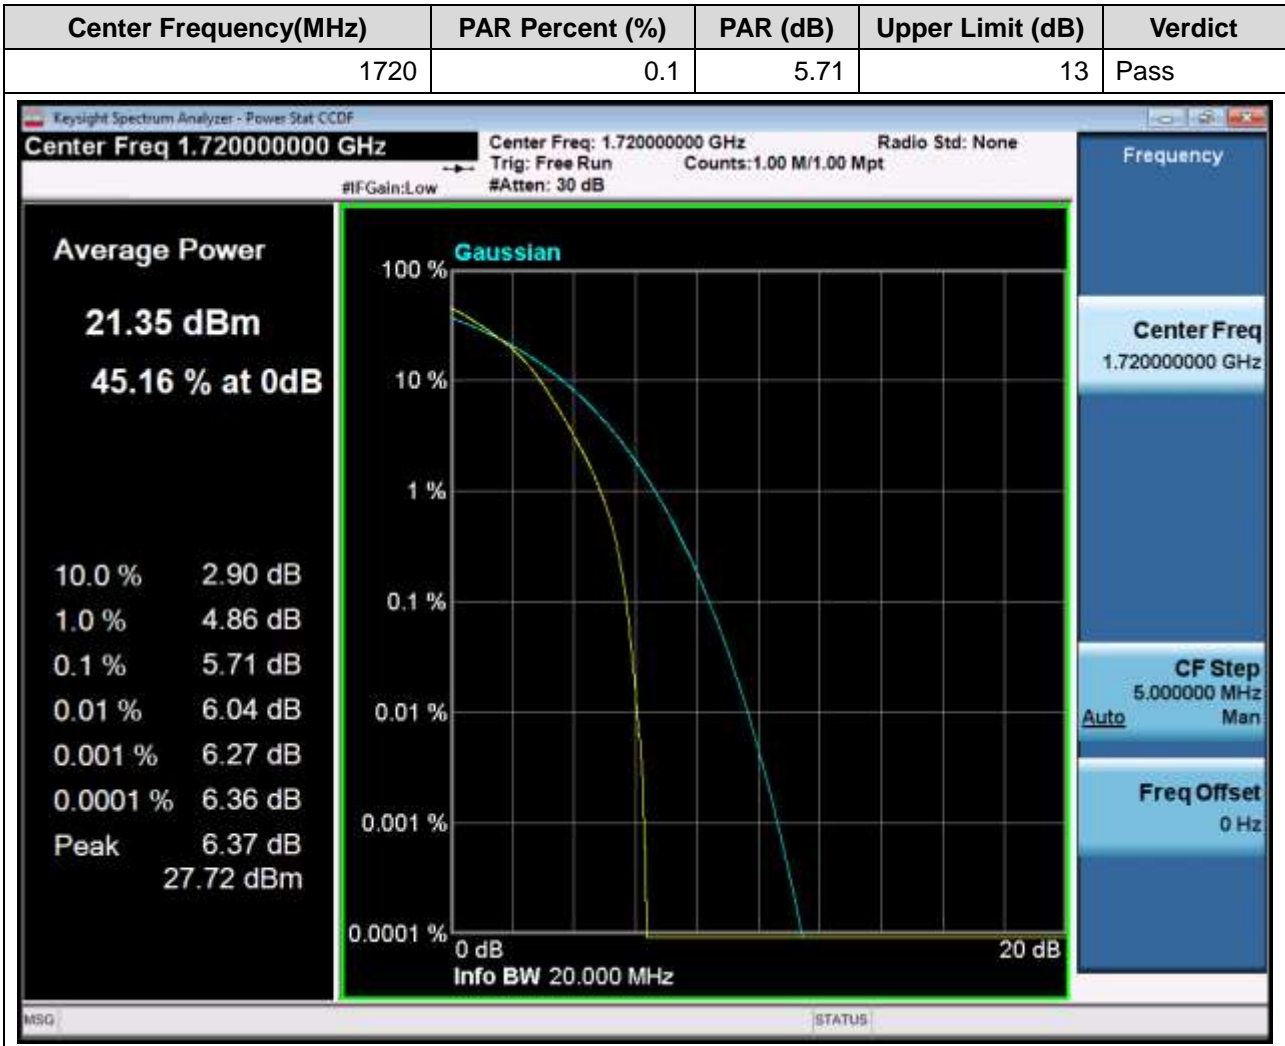 Center Frequency(MHz) PAR Percent (%) PAR (dB) Upper Limit (dB) Verdict
1720 0.1 5.71 13 Pass
Keysight Spectrum Analyzer - Power Stat CCDF
Center Freq 1.720000000 GHz
#IFGain:Low
Center Freq: 1.720000000 GHz Radio Std: None
Trig: Free Run Counts:1.00 M/1.00 Mpt
#Atten: 30 dB
Average Power
21.35 dBm
45.16 % at 0dB
10.0 % 2.90 dB
1.0 % 4.86 dB
0.1 % 5.71 dB
0.01 % 6.04 dB
0.001 % 6.27 dB
0.0001 % 6.36 dB
Peak 6.37 dB
27.72 dBm
Gaussian
100 %
10 %
1 %
0.1 %
0.01 %
0.001 %
0.0001 %
0 dB 20 dB
Info BW 20.000 MHz
Frequency
Center Freq
1.720000000 GHz
CF Step
5.000000 MHz
Auto Man
Freq Offset
0 Hz
MSG STATUS